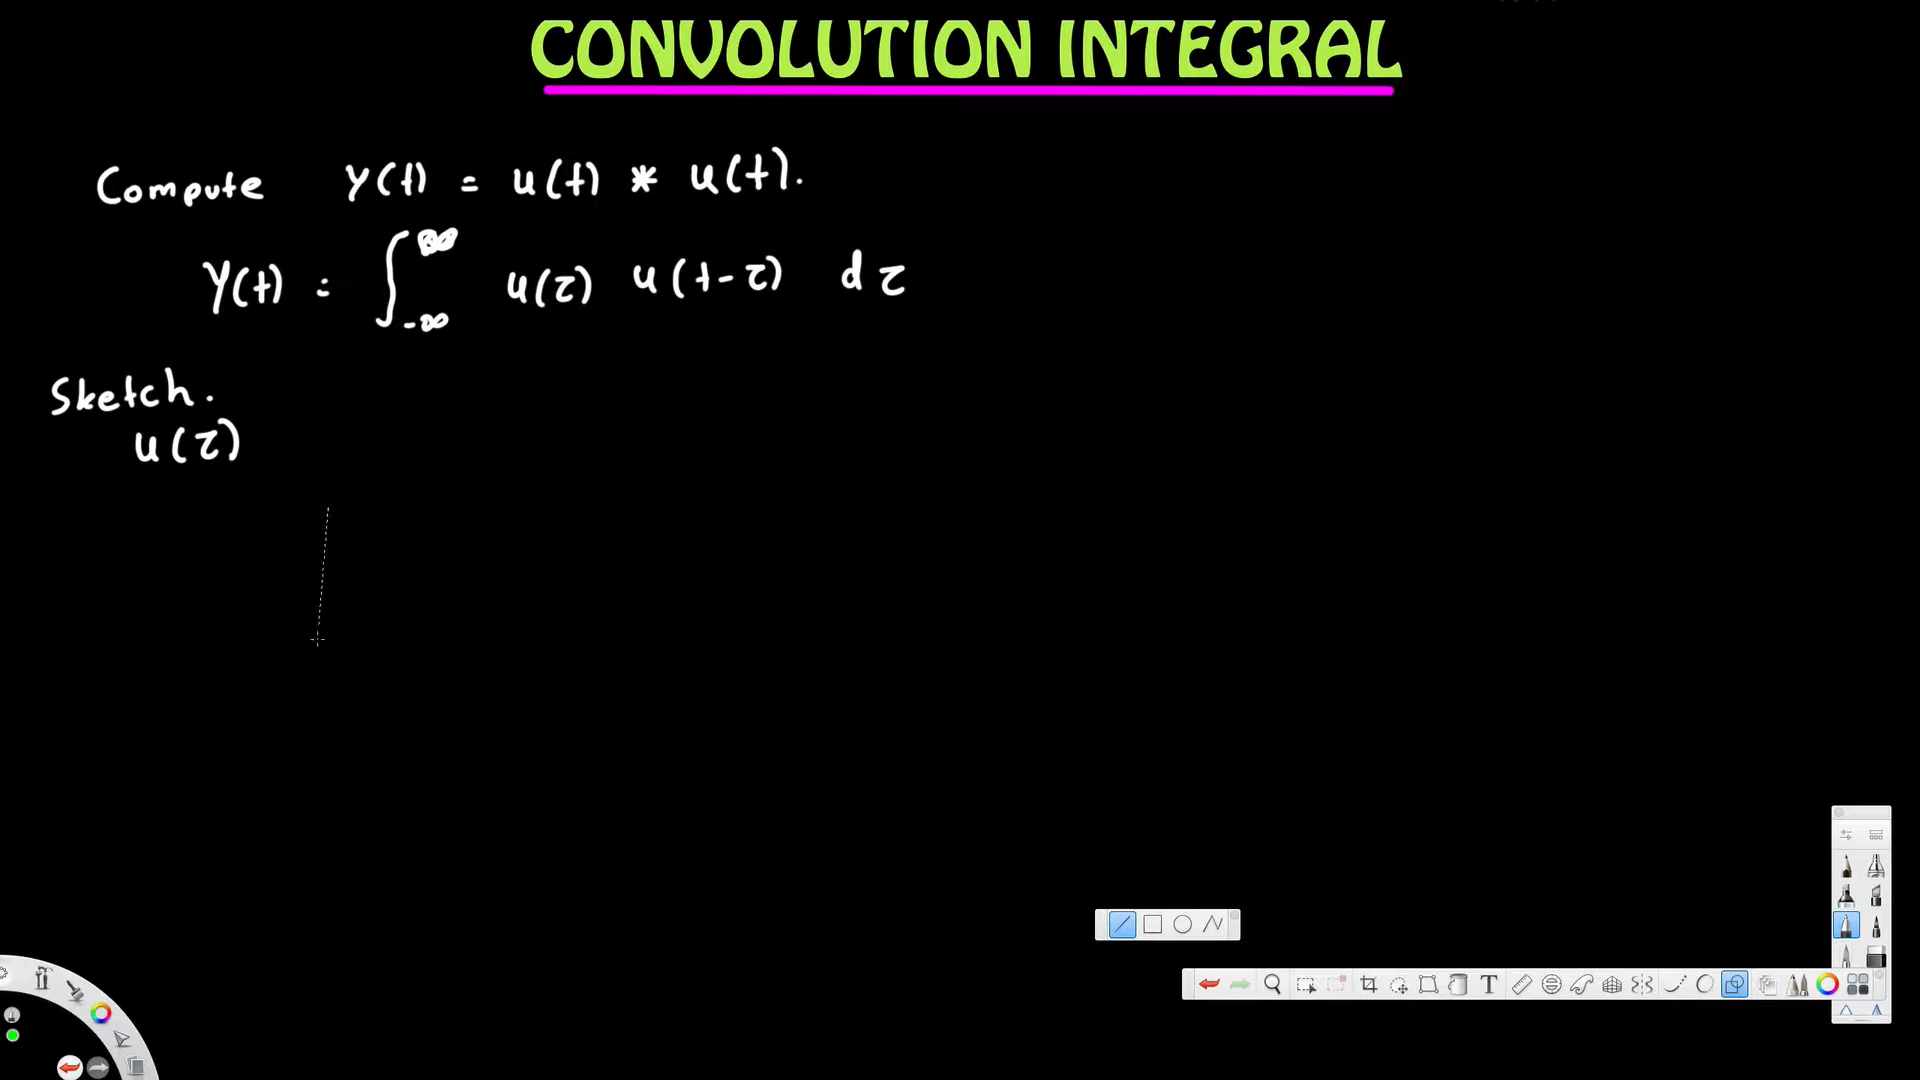 CONVOLUTION INTEGRAL
Compute y(t) = u(t) * u(t).
y(t) = ∫_{-∞}^{∞} u(τ) u(t-τ) dτ
Sketch.
u(τ)